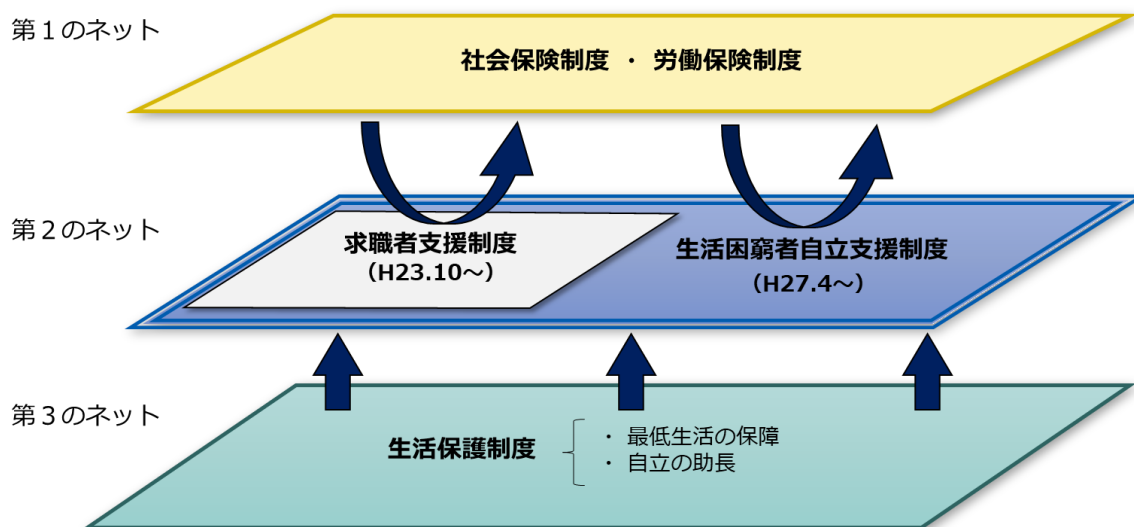 第１のネット
社会保険制度 ・ 労働保険制度
第２のネット
求職者支援制度
（H23.10～）
生活困窮者自立支援制度
（H27.4～）
第３のネット
生活保護制度
・ 最低生活の保障
・ 自立の助長